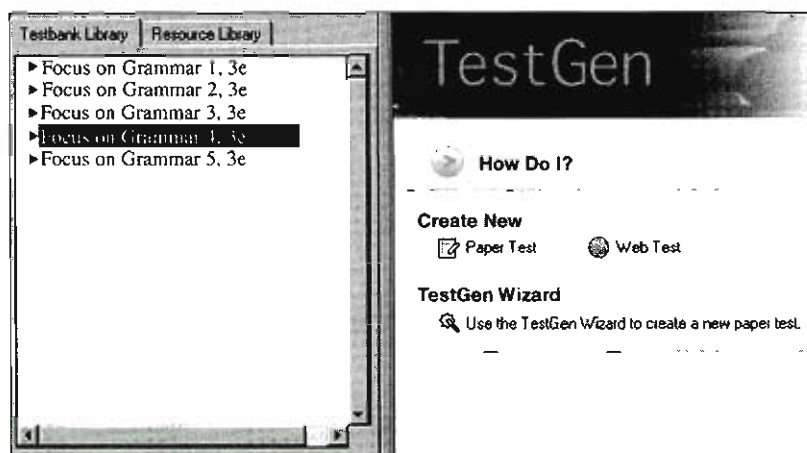 Testbank Library Resource Library
Focus on Grammar 1, 3e
Focus on Grammar 2, 3e
Focus on Grammar 3, 3e
Focus on Grammar 4, 3e
Focus on Grammar 5, 3e
TestGen
How Do I?
Create New
Paper Test Web Test
TestGen Wizard
Use the TestGen Wizard to create a new paper test.